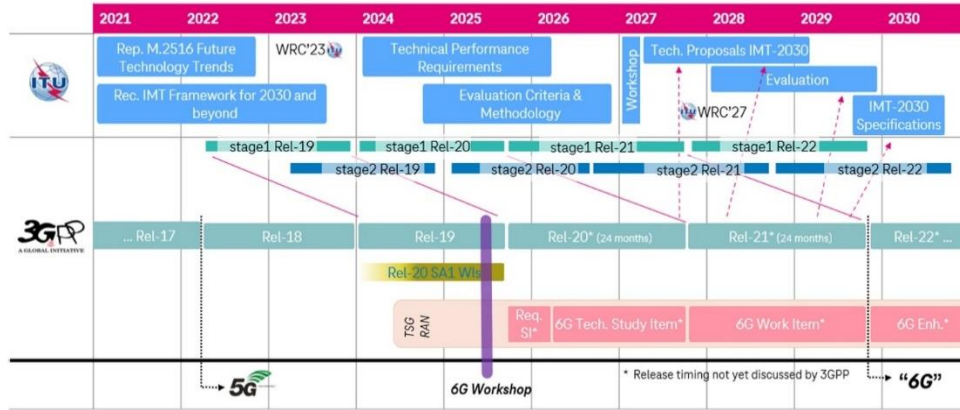 2021 2022 2023 2024 2025 2026 2027 2028 2029 2030
ITU
Rep. M.2516 Future
Technology Trends
WRC'23
Technical Performance
Requirements
Workshop
Tech. Proposals IMT-2030
Rec. IMT Framework for 2030 and
beyond
Evaluation Criteria &
Methodology
WRC'27
Evaluation
IMT-2030
Specifications
stage1 Rel-19 stage1 Rel-20 stage1 Rel-21 stage1 Rel-22
stage2 Rel-19 stage2 Rel-20 stage2 Rel-21 stage2 Rel-22
3GPP
A GLOBAL INITIATIVE
... Rel-17 Rel-18 Rel-19 Rel-20* (24 months) Rel-21* (24 months) Rel-22* ...
Rel-20 SA1 WIs
TSG
RAN
Req.
SI*
6G Tech. Study Item* 6G Work Item* 6G Enh.*
5G
6G Workshop
* Release timing not yet discussed by 3GPP
"6G"